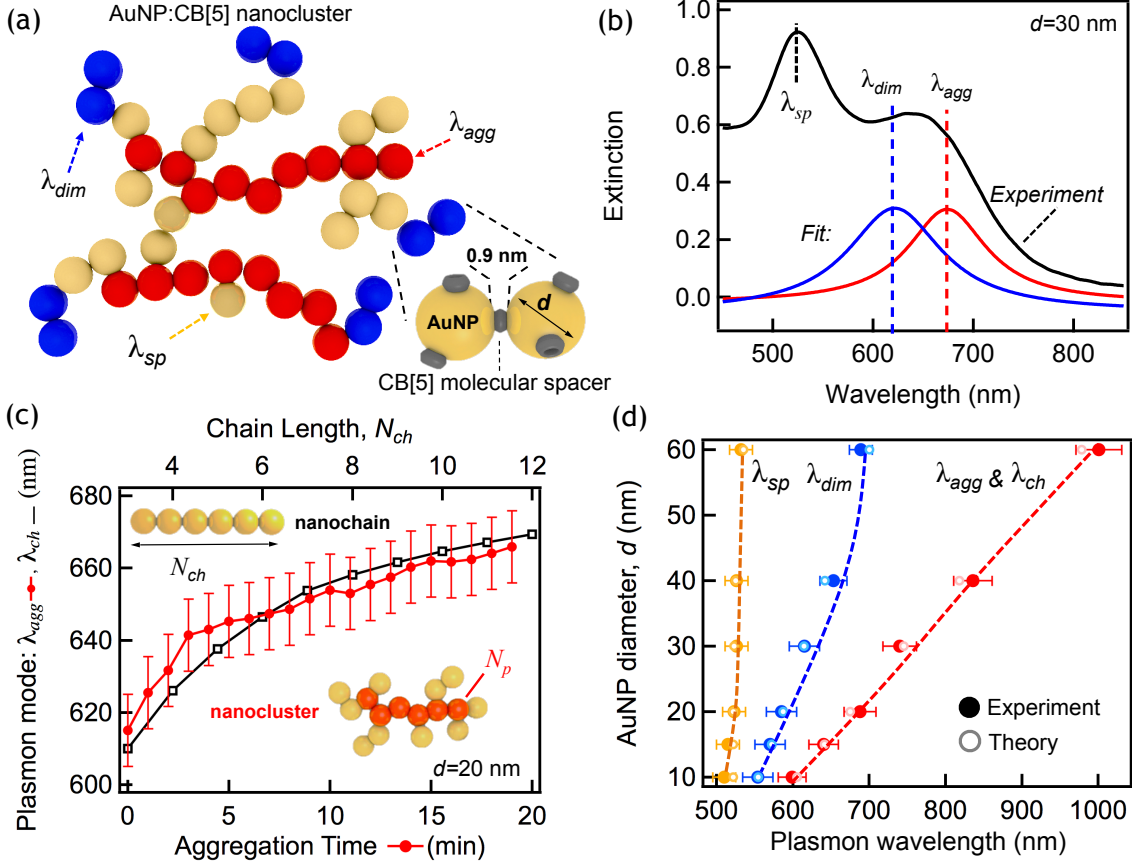 (a)
AuNP:CB[5] nanocluster
λdim
λagg
λsp
0.9 nm
AuNP
d
CB[5] molecular spacer
(b)
d=30 nm
1.0
0.8
0.6
0.4
0.2
0.0
Extinction
λsp
λdim
λagg
Experiment
Fit:
500 600 700 800
Wavelength (nm)
(c)
Chain Length, Nch
4 6 8 10 12
680
660
640
620
600
Plasmon mode: λagg, λch — (nm)
nanochain
Nch
Np
nanocluster
d=20 nm
0 5 10 15 20
Aggregation Time (min)
(d)
60
50
40
30
20
10
AuNP diameter, d (nm)
λsp λdim λagg & λch
Experiment
Theory
500 600 700 800 900 1000
Plasmon wavelength (nm)